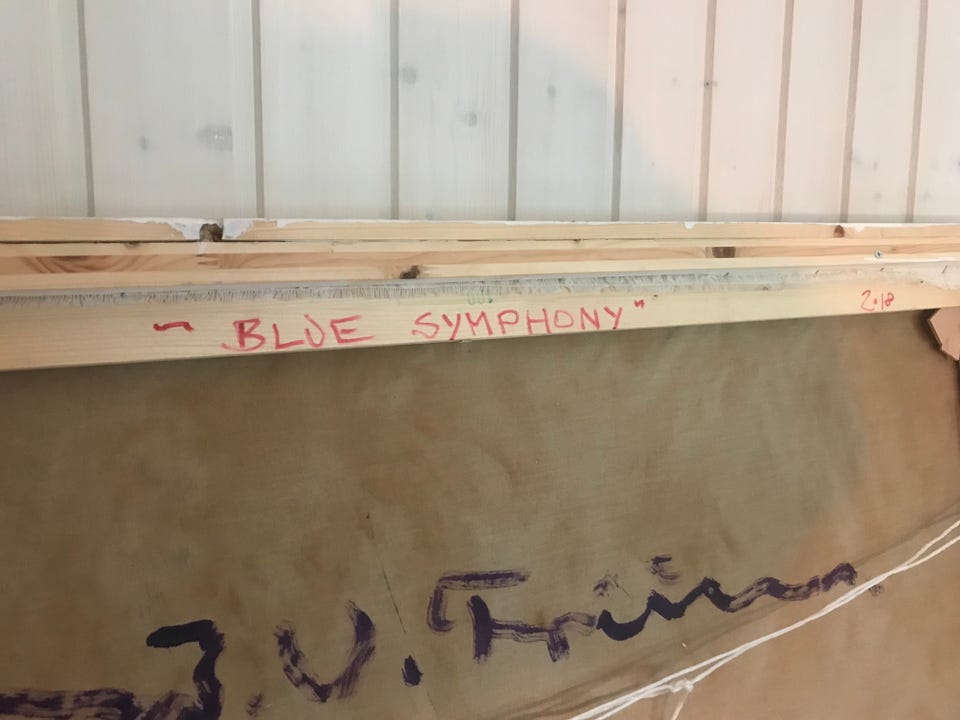 "BLUE SYMPHONY" 2018
J.V.